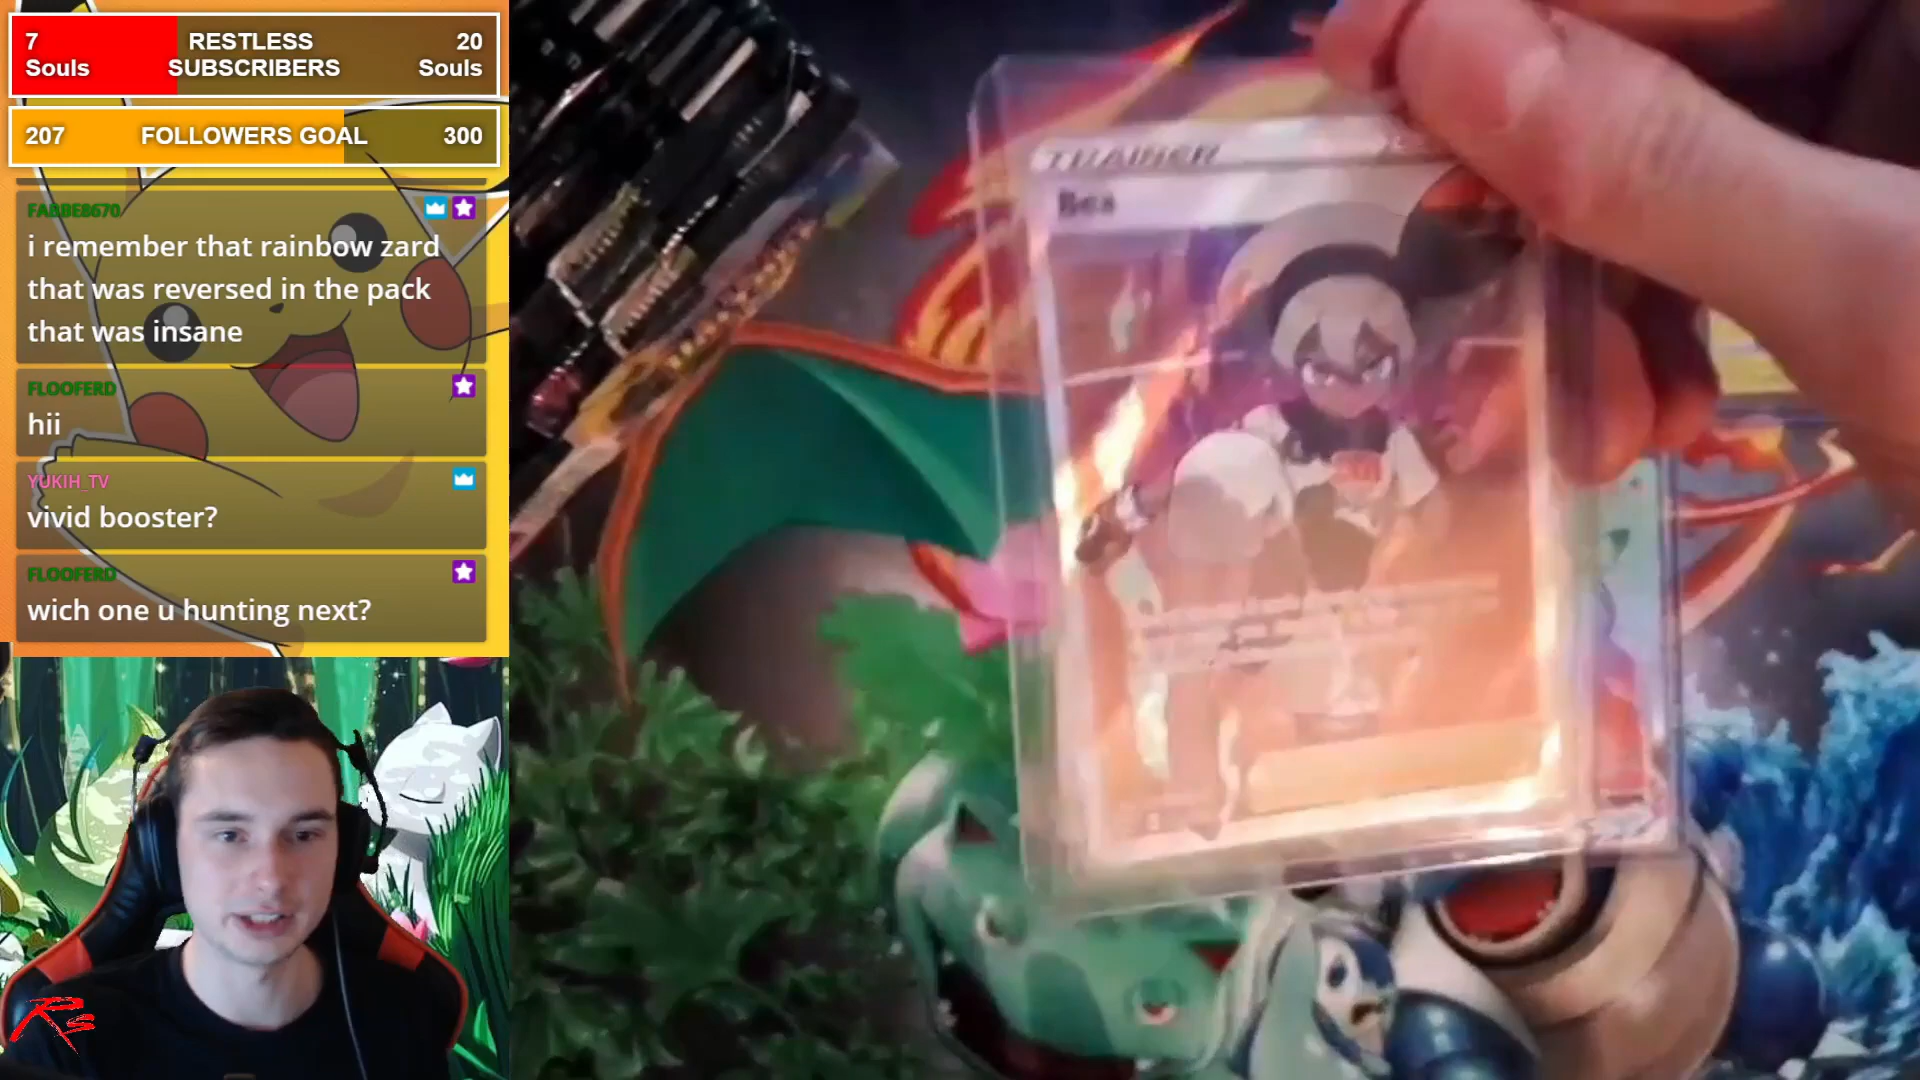 7 RESTLESS 20
Souls SUBSCRIBERS Souls
207 FOLLOWERS GOAL 300
FABBE8670
i remember that rainbow zard
that was reversed in the pack
that was insane
FLOOFERD
hii
YUKIH_TV
vivid booster?
FLOOFERD
wich one u hunting next?
TRAINER
Bea